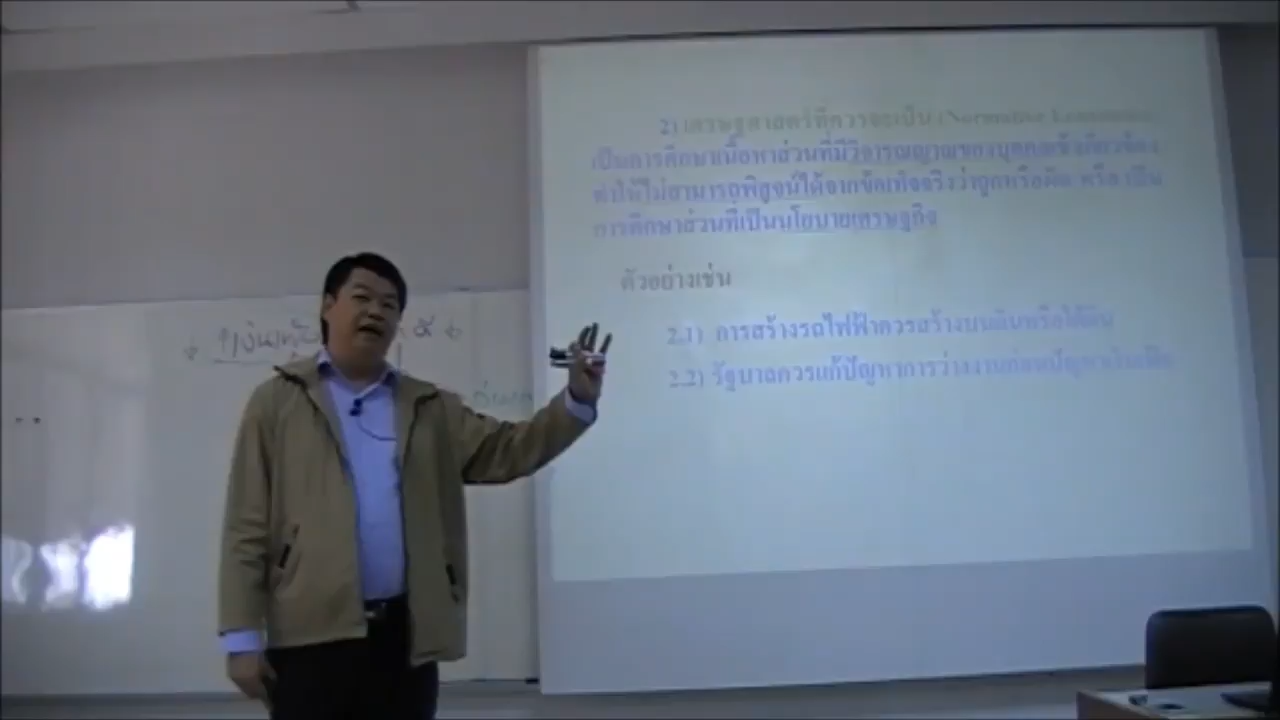 2) เศรษฐศาสตร์ที่ควรจะเป็น (Normative Economics)
เป็นการศึกษาเนื้อหาส่วนที่มีวิจารณญาณของบุคคลเข้าเกี่ยวข้อง
ทำให้ไม่สามารถพิสูจน์ได้จากข้อเท็จจริงว่าถูกหรือผิด หรือ เป็น
การศึกษาส่วนที่เป็นนโยบายเศรษฐกิจ
ตัวอย่างเช่น
2.1) การสร้างรถไฟฟ้าควรสร้างบนดินหรือใต้ดิน
2.2) รัฐบาลควรแก้ปัญหาการว่างงานก่อนปัญหาเงินเฟ้อ